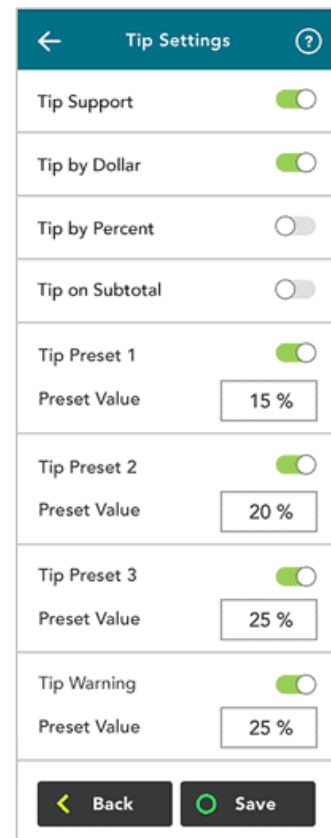 Tip Settings ?
Tip Support
Tip by Dollar
Tip by Percent
Tip on Subtotal
Tip Preset 1
Preset Value 15 %
Tip Preset 2
Preset Value 20 %
Tip Preset 3
Preset Value 25 %
Tip Warning
Preset Value 25 %
Back Save